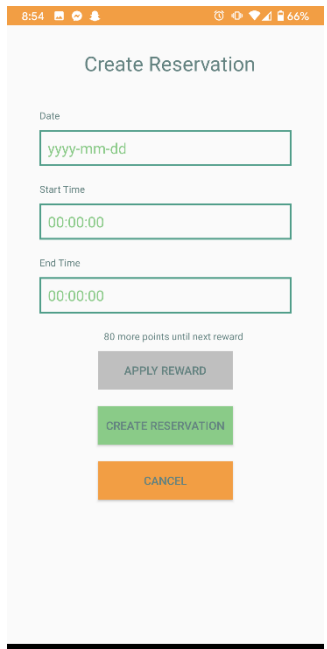 8:54
66%
Create Reservation
Date
yyyy-mm-dd
Start Time
00:00:00
End Time
00:00:00
80 more points until next reward
APPLY REWARD
CREATE RESERVATION
CANCEL